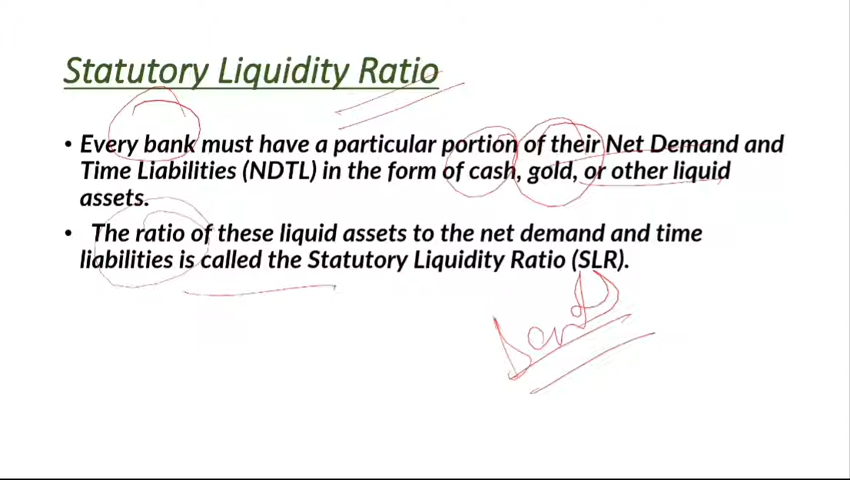 Statutory Liquidity Ratio
• Every bank must have a particular portion of their Net Demand and
Time Liabilities (NDTL) in the form of cash, gold, or other liquid
assets.
• The ratio of these liquid assets to the net demand and time
liabilities is called the Statutory Liquidity Ratio (SLR).